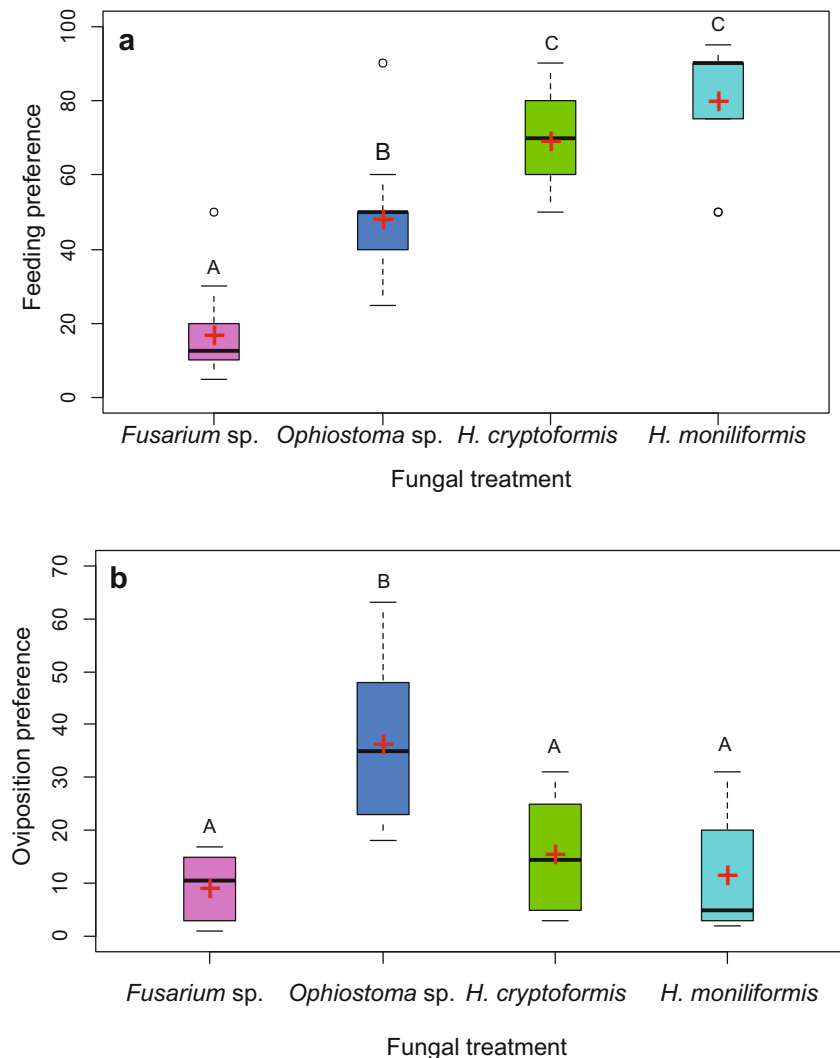 a
100
80
60
40
20
0
Feeding preference
A
B
C
C
Fusarium sp. Ophiostoma sp. H. cryptoformis H. moniliformis
Fungal treatment
b
70
60
50
40
30
20
10
0
Oviposition preference
A
B
A
A
Fusarium sp. Ophiostoma sp. H. cryptoformis H. moniliformis
Fungal treatment